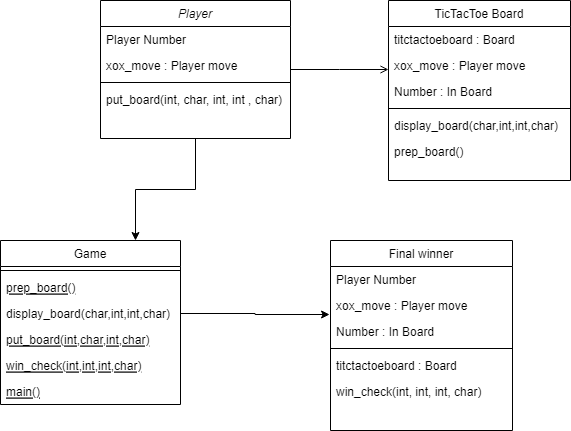 Player
Player Number
xox_move : Player move
put_board(int, char, int, int , char)
TicTacToe Board
titctactoeboard : Board
xox_move : Player move
Number : In Board
display_board(char,int,int,char)
prep_board()
Game
prep_board()
display_board(char,int,int,char)
put_board(int,char,int,char)
win_check(int,int,int,char)
main()
Final winner
Player Number
xox_move : Player move
Number : In Board
titctactoeboard : Board
win_check(int, int, int, char)